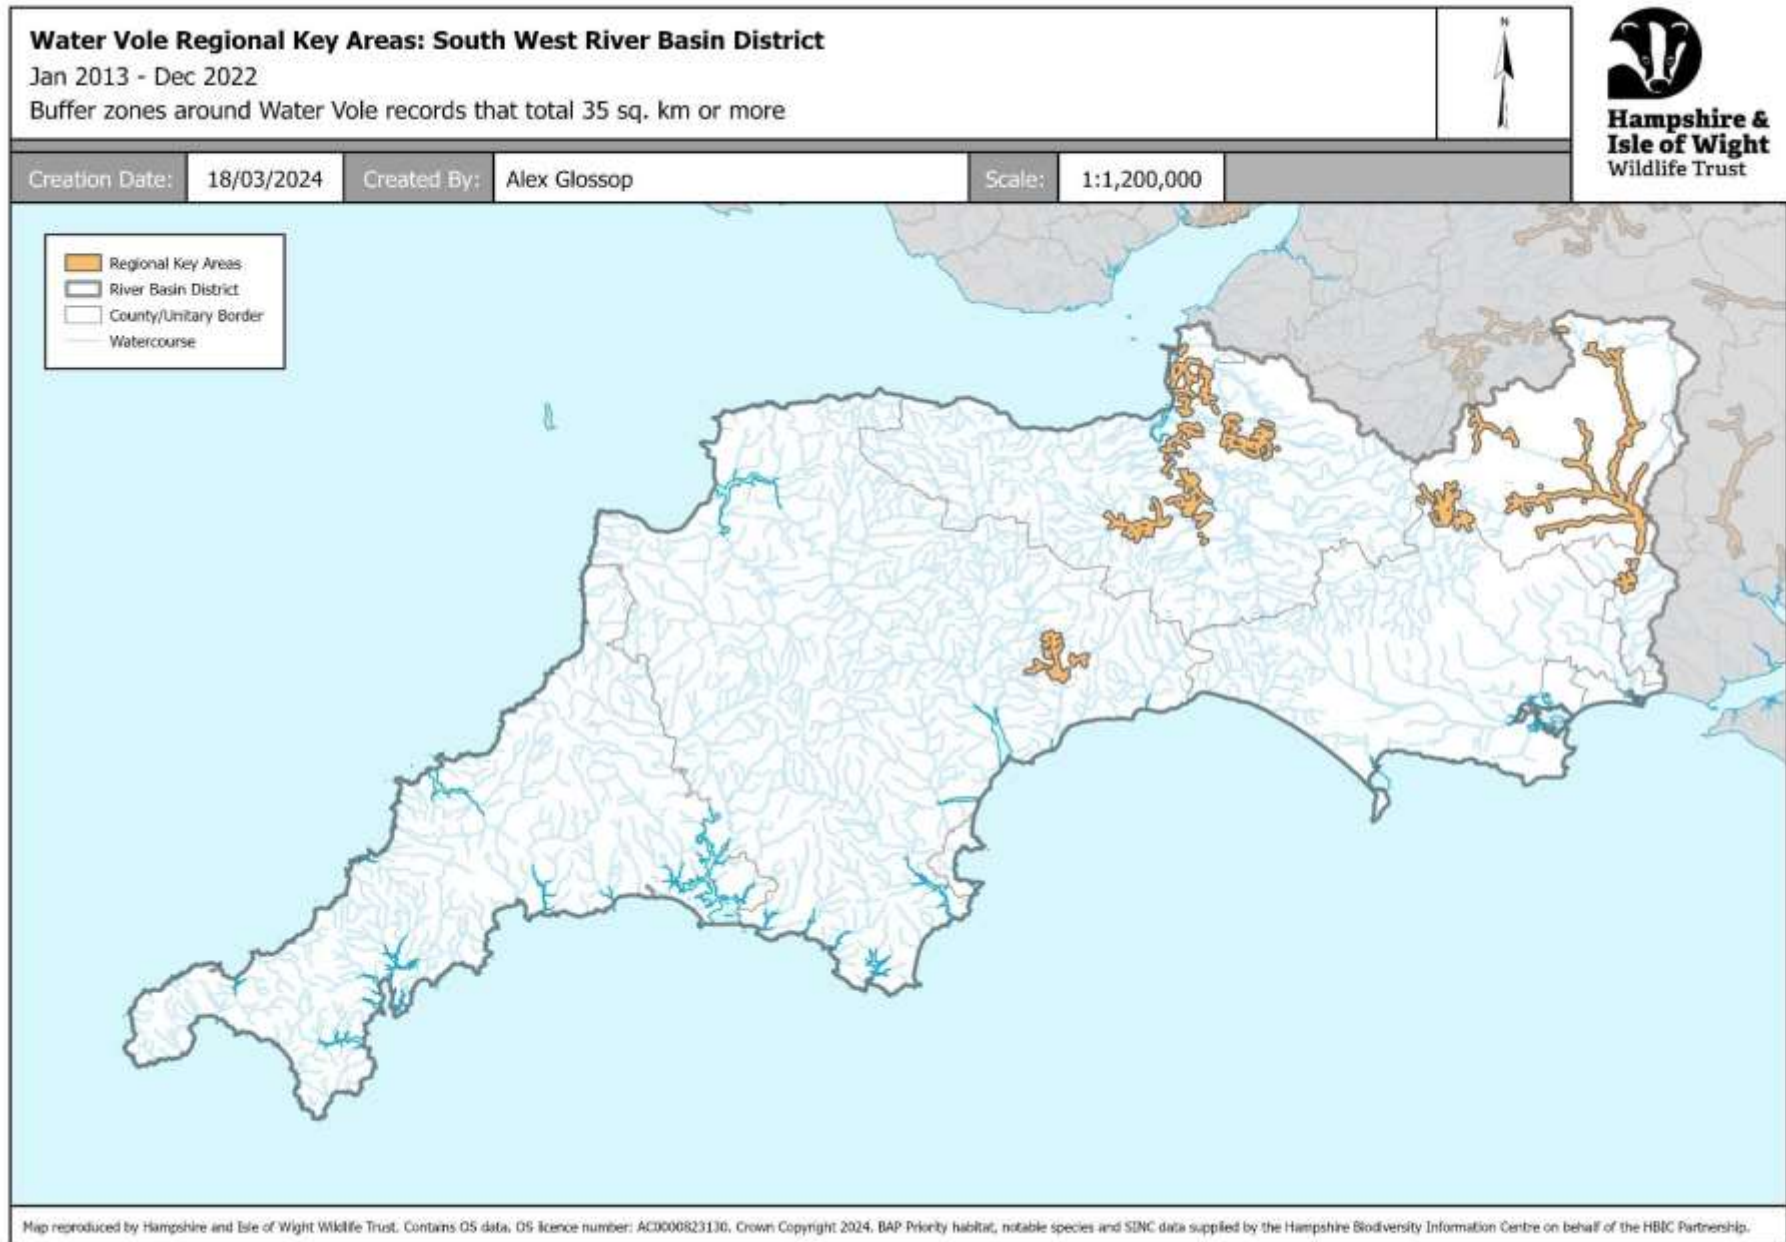 Water Vole Regional Key Areas: South West River Basin District
Jan 2013 - Dec 2022
Buffer zones around Water Vole records that total 35 sq. km or more
N
Hampshire &
Isle of Wight
Wildlife Trust
Creation Date: 18/03/2024 Created By: Alex Glossop Scale: 1:1,200,000
Regional Key Areas
River Basin District
County/Unitary Border
Watercourse
Map reproduced by Hampshire and Isle of Wight Wildlife Trust. Contains OS data. OS licence number: AC0000823130. Crown Copyright 2024. BAP Priority habitat, notable species and SINC data supplied by the Hampshire Biodiversity Information Centre on behalf of the HBIC Partnership.